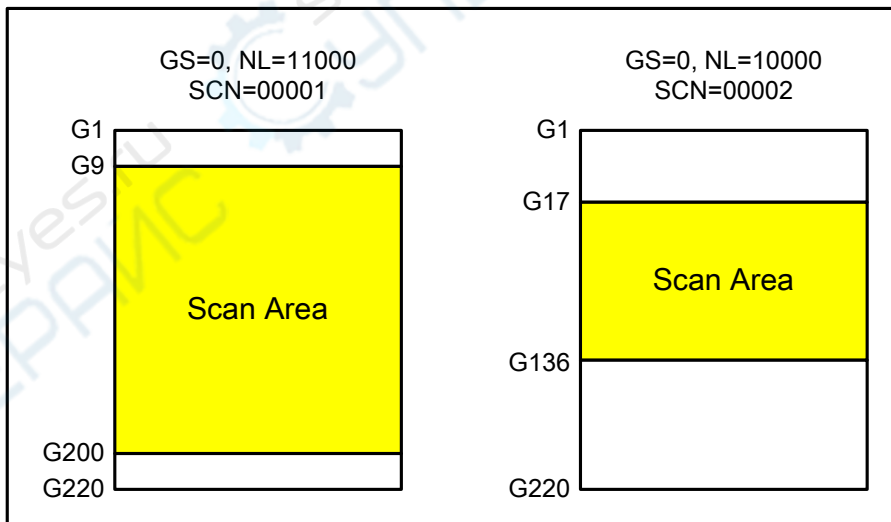 GS=0, NL=11000
SCN=00001
G1
G9
Scan Area
G200
G220
GS=0, NL=10000
SCN=00002
G1
G17
Scan Area
G136
G220